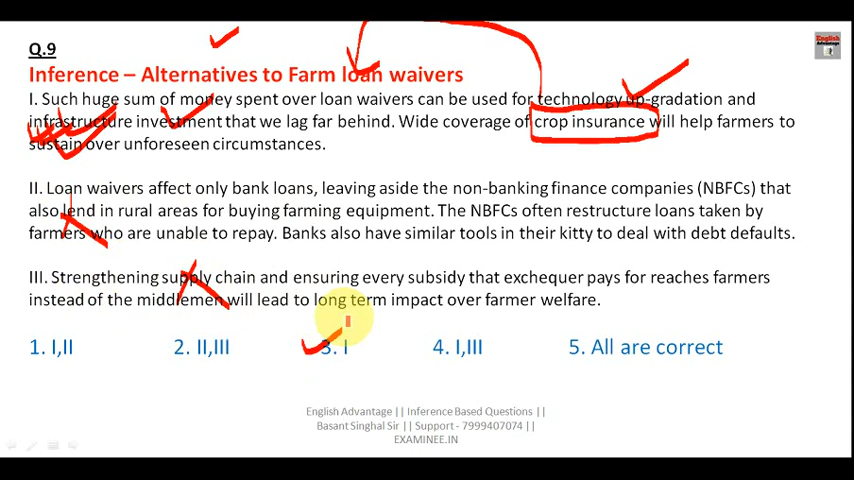 Q.9
English
Advantage
Inference – Alternatives to Farm loan waivers
I. Such huge sum of money spent over loan waivers can be used for technology up-gradation and
infrastructure investment that we lag far behind. Wide coverage of crop insurance will help farmers to
sustain over unforeseen circumstances.
II. Loan waivers affect only bank loans, leaving aside the non-banking finance companies (NBFCs) that
also lend in rural areas for buying farming equipment. The NBFCs often restructure loans taken by
farmers who are unable to repay. Banks also have similar tools in their kitty to deal with debt defaults.
III. Strengthening supply chain and ensuring every subsidy that exchequer pays for reaches farmers
instead of the middlemen will lead to long term impact over farmer welfare.
1. I,II 2. II,III 3. I 4. I,III 5. All are correct
English Advantage || Inference Based Questions ||
Basant Singhal Sir || Support - 7999407074 ||
EXAMINEE.IN